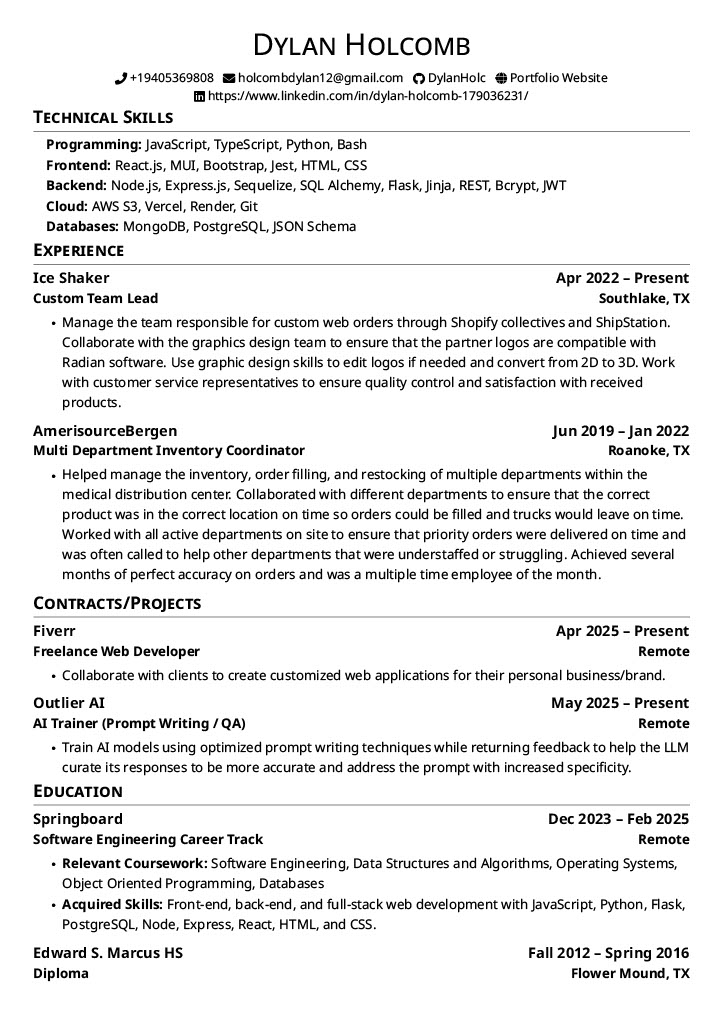 Dylan Holcomb
+19405369808 holcombdylan12@gmail.com DylanHolc Portfolio Website
https://www.linkedin.com/in/dylan-holcomb-179036231/
Technical Skills
Programming: JavaScript, TypeScript, Python, Bash
Frontend: React.js, MUI, Bootstrap, Jest, HTML, CSS
Backend: Node.js, Express.js, Sequelize, SQL Alchemy, Flask, Jinja, REST, Bcrypt, JWT
Cloud: AWS S3, Vercel, Render, Git
Databases: MongoDB, PostgreSQL, JSON Schema
Experience
Ice Shaker Apr 2022 – Present
Custom Team Lead Southlake, TX
• Manage the team responsible for custom web orders through Shopify collectives and ShipStation.
Collaborate with the graphics design team to ensure that the partner logos are compatible with
Radian software. Use graphic design skills to edit logos if needed and convert from 2D to 3D. Work
with customer service representatives to ensure quality control and satisfaction with received
products.
AmerisourceBergen Jun 2019 – Jan 2022
Multi Department Inventory Coordinator Roanoke, TX
• Helped manage the inventory, order filling, and restocking of multiple departments within the
medical distribution center. Collaborated with different departments to ensure that the correct
product was in the correct location on time so orders could be filled and trucks would leave on time.
Worked with all active departments on site to ensure that priority orders were delivered on time and
was often called to help other departments that were understaffed or struggling. Achieved several
months of perfect accuracy on orders and was a multiple time employee of the month.
Contracts/Projects
Fiverr Apr 2025 – Present
Freelance Web Developer Remote
• Collaborate with clients to create customized web applications for their personal business/brand.
Outlier AI May 2025 – Present
AI Trainer (Prompt Writing / QA) Remote
• Train AI models using optimized prompt writing techniques while returning feedback to help the LLM
curate its responses to be more accurate and address the prompt with increased specificity.
Education
Springboard Dec 2023 – Feb 2025
Software Engineering Career Track Remote
• Relevant Coursework: Software Engineering, Data Structures and Algorithms, Operating Systems,
Object Oriented Programming, Databases
• Acquired Skills: Front-end, back-end, and full-stack web development with JavaScript, Python, Flask,
PostgreSQL, Node, Express, React, HTML, and CSS.
Edward S. Marcus HS Fall 2012 – Spring 2016
Diploma Flower Mound, TX